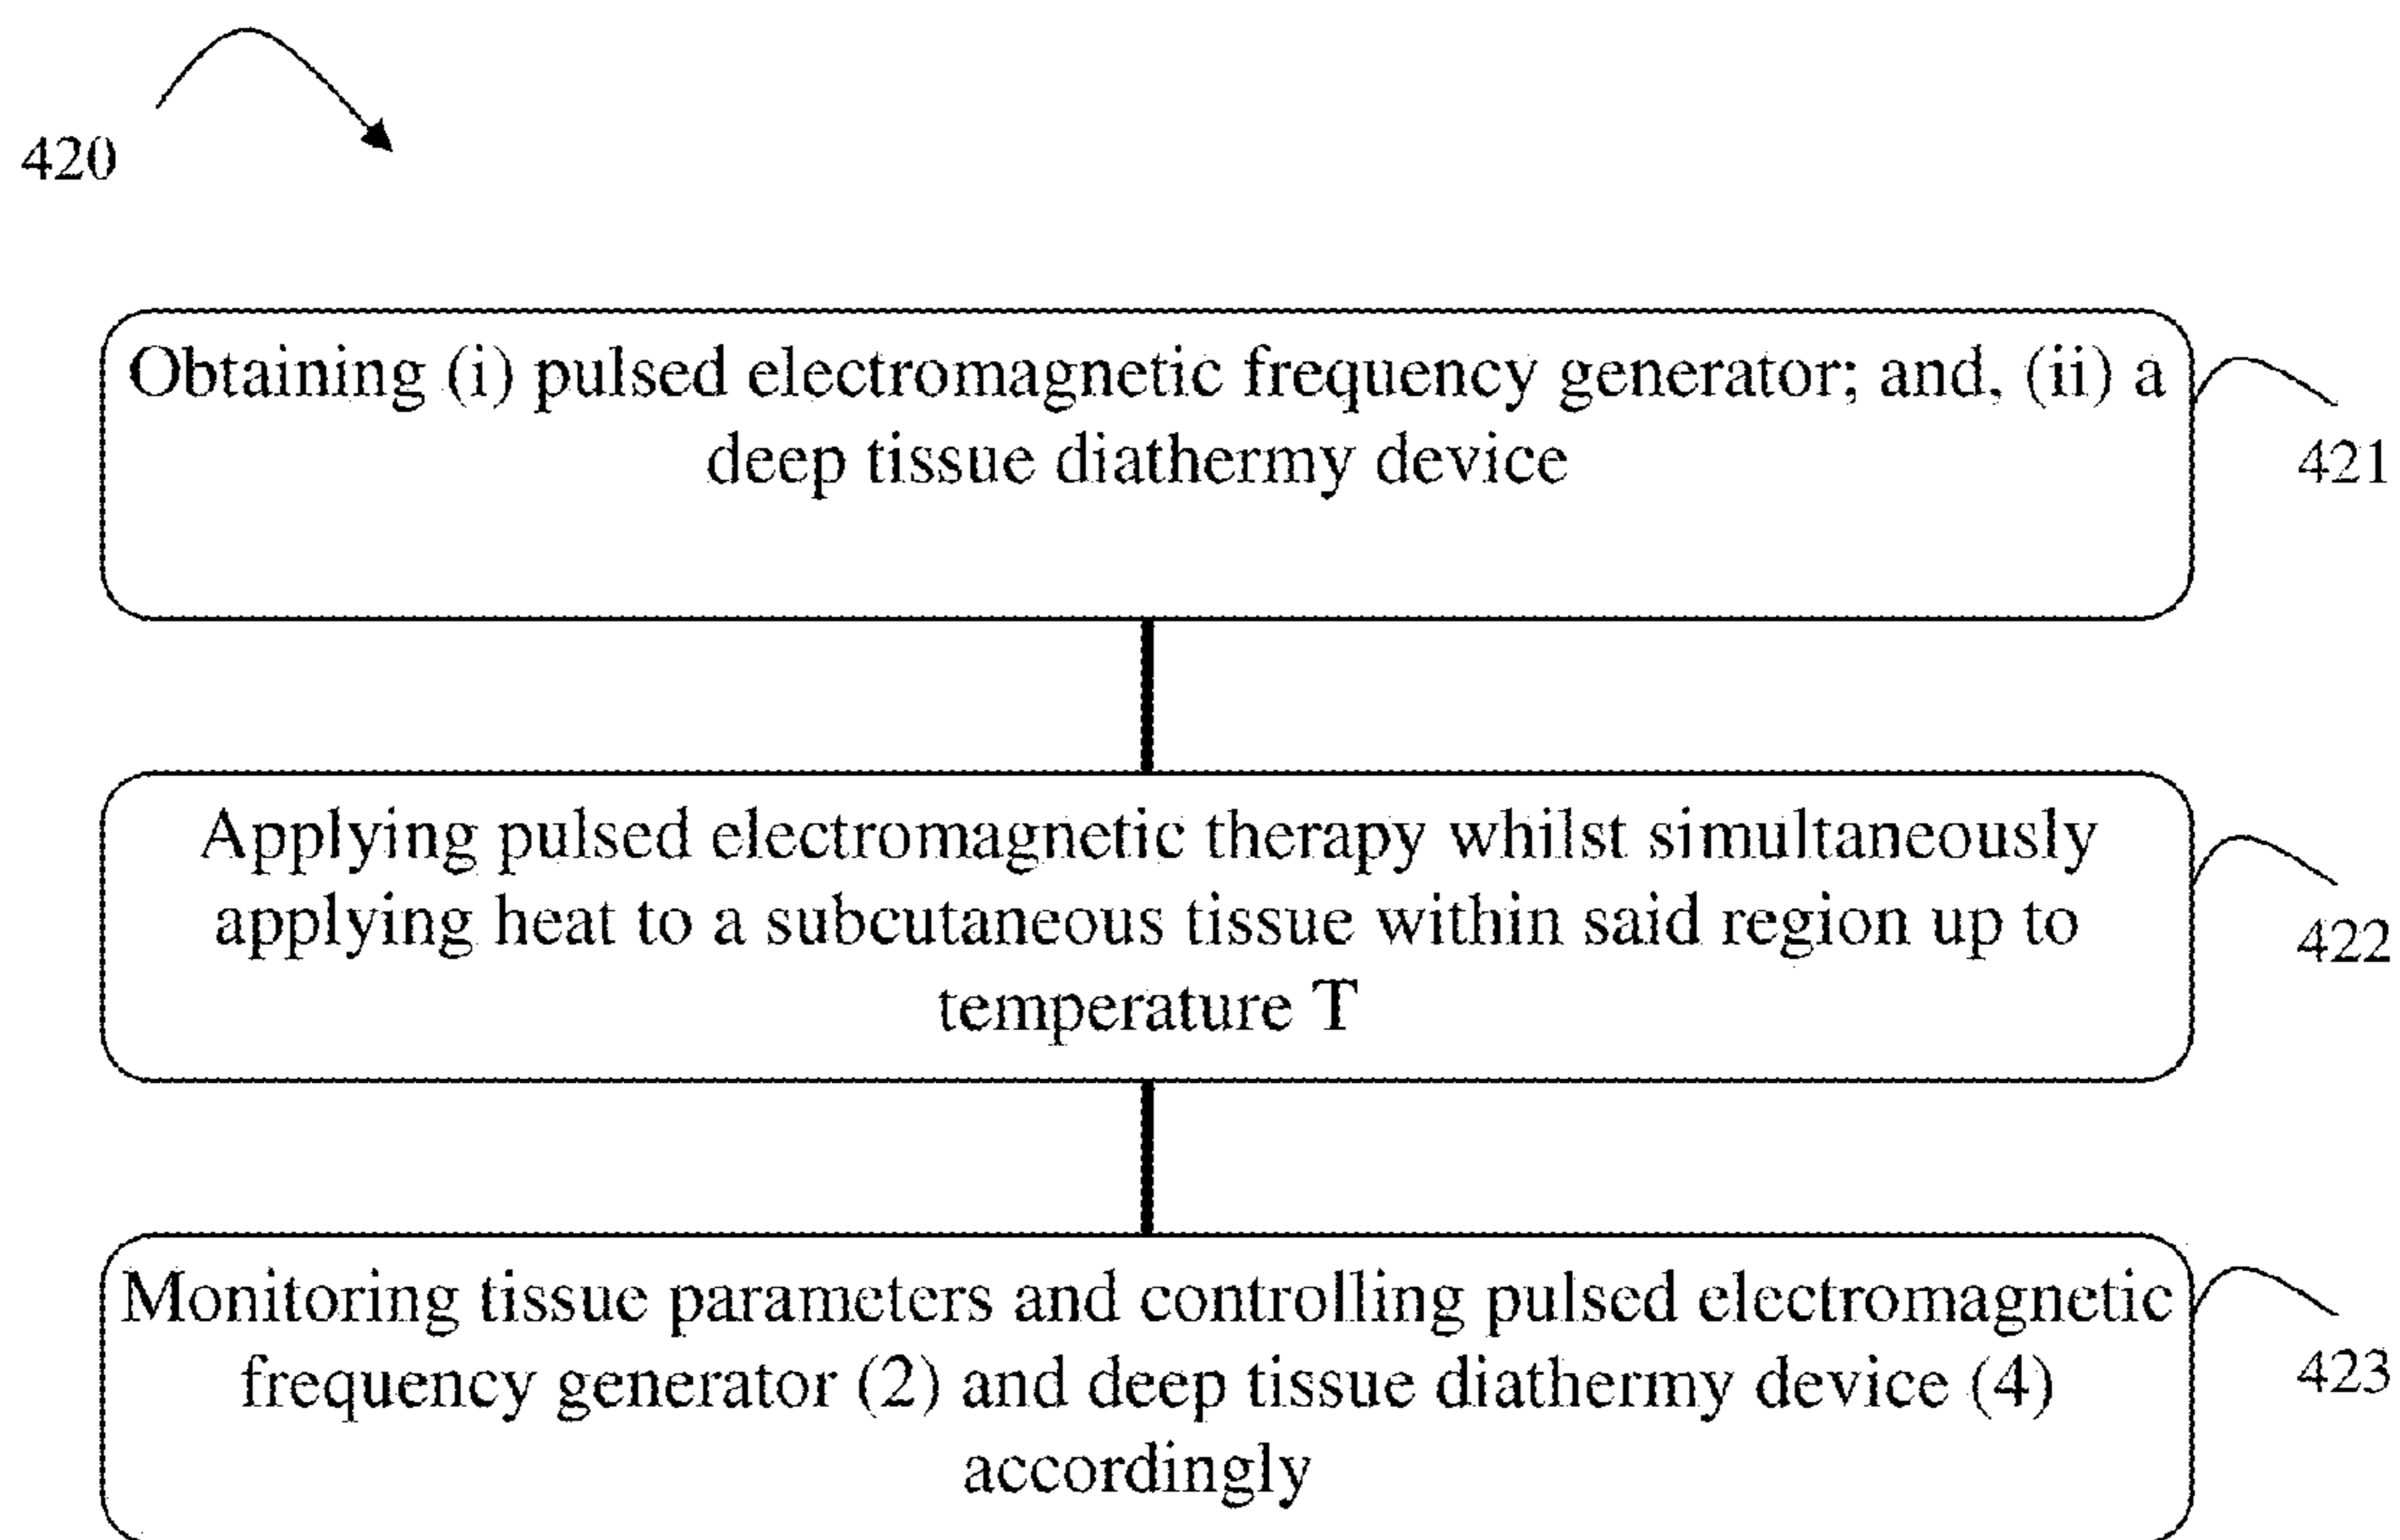 420
Obtaining (i) pulsed electromagnetic frequency generator; and, (ii) a
deep tissue diathermy device
421
Applying pulsed electromagnetic therapy whilst simultaneously
applying heat to a subcutaneous tissue within said region up to
temperature T
422
Monitoring tissue parameters and controlling pulsed electromagnetic
frequency generator (2) and deep tissue diathermy device (4)
accordingly
423